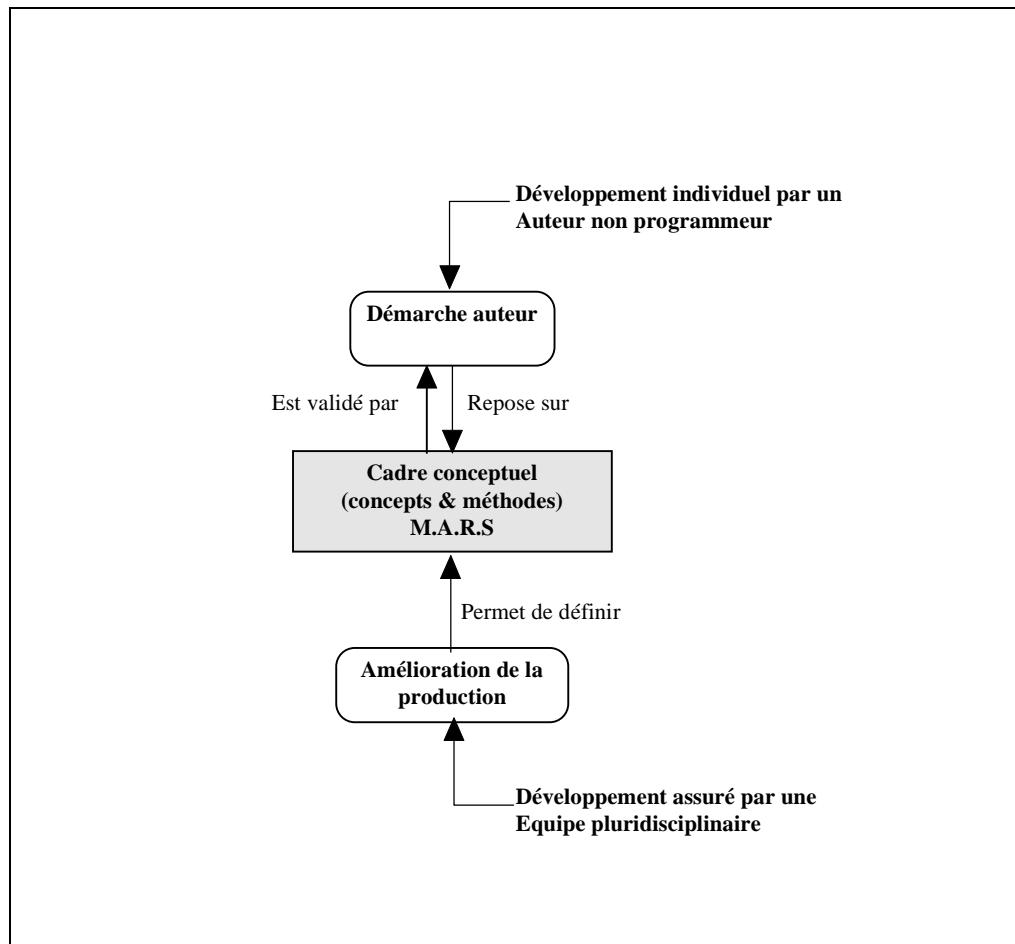 Développement individuel par un
Auteur non programmeur
Démarche auteur
Est validé par
Repose sur
Cadre conceptuel
(concepts & méthodes)
M.A.R.S
Permet de définir
Amélioration de la
production
Développement assuré par une
Equipe pluridisciplinaire